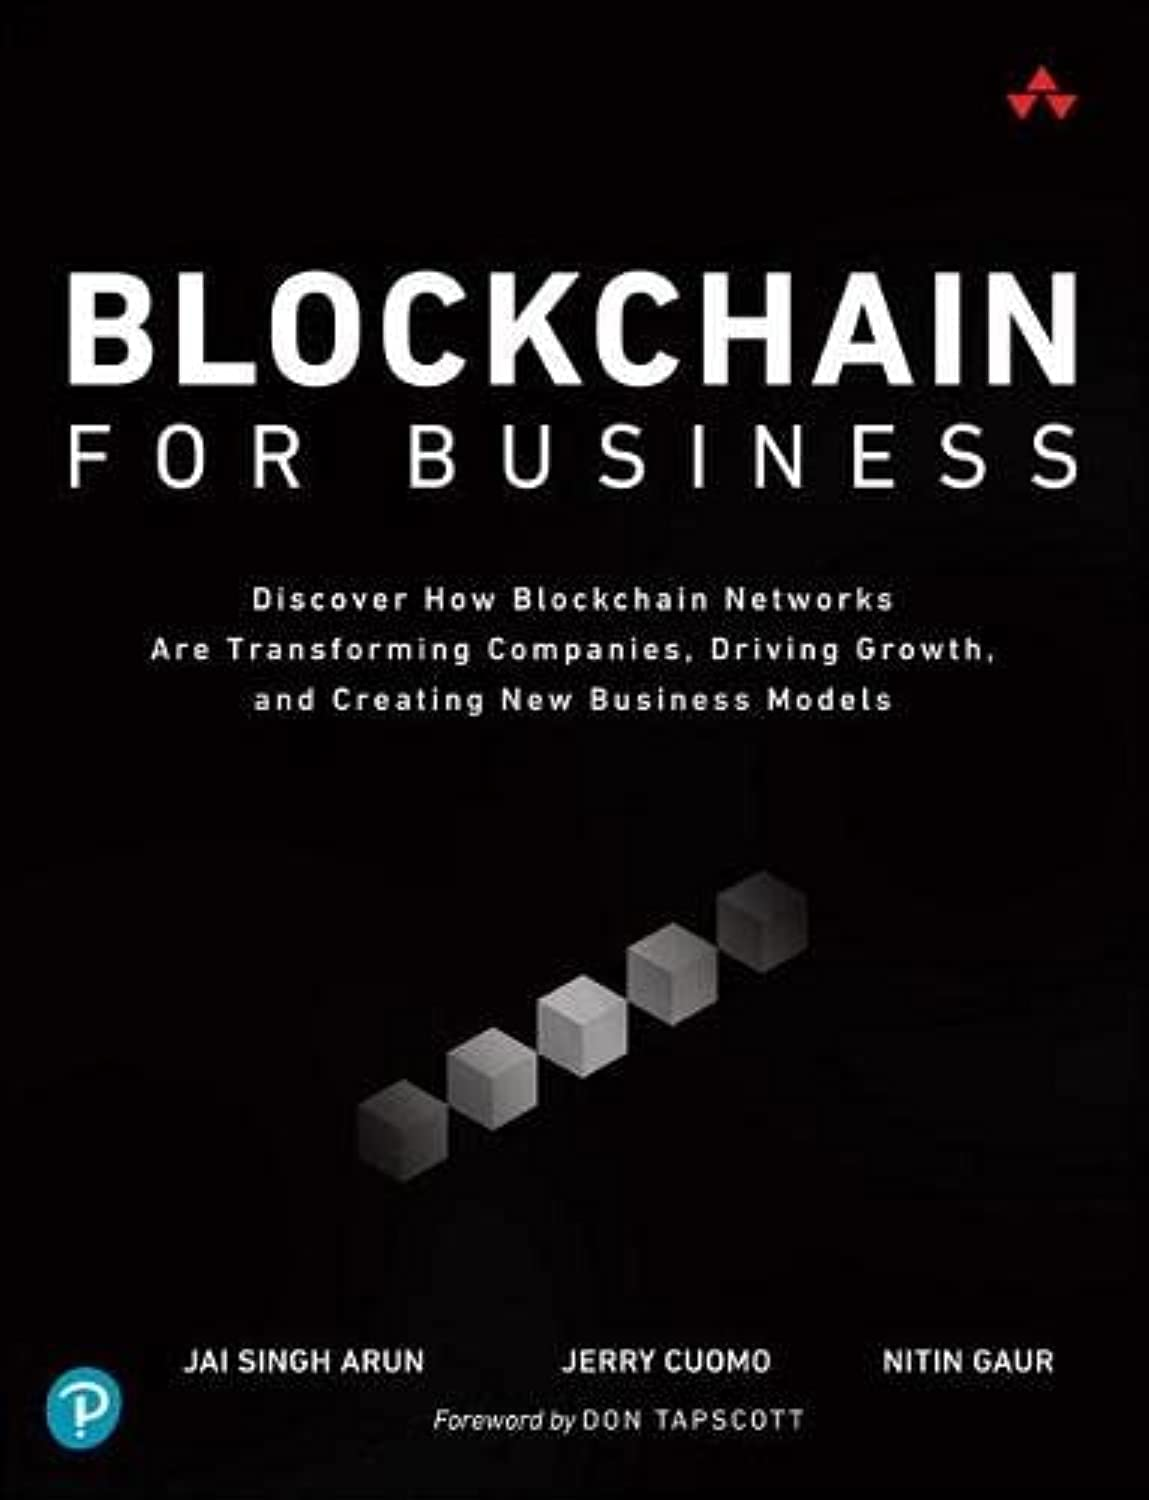 BLOCKCHAIN
FOR BUSINESS
Discover How Blockchain Networks
Are Transforming Companies, Driving Growth,
and Creating New Business Models
JAI SINGH ARUN JERRY CUOMO NITIN GAUR
Foreword by DON TAPSCOTT